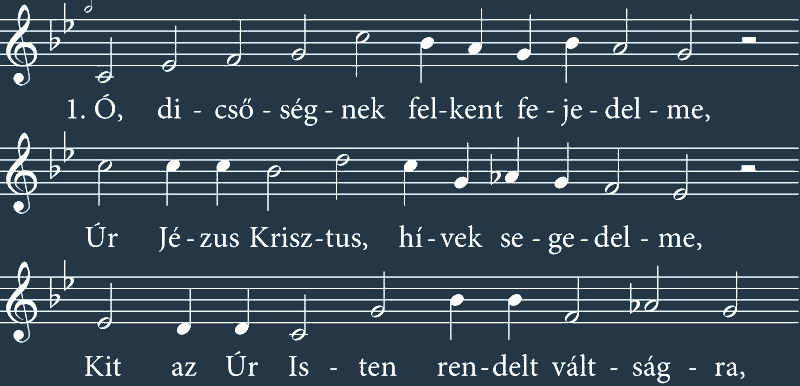 1. Ó, di - cső - ség - nek fel-kent fe - je - del - me,
Úr Jé - zus Krisz-tus, hí - vek se - ge - del - me,
Kit az Úr Is - ten ren-delt vált - ság - ra,